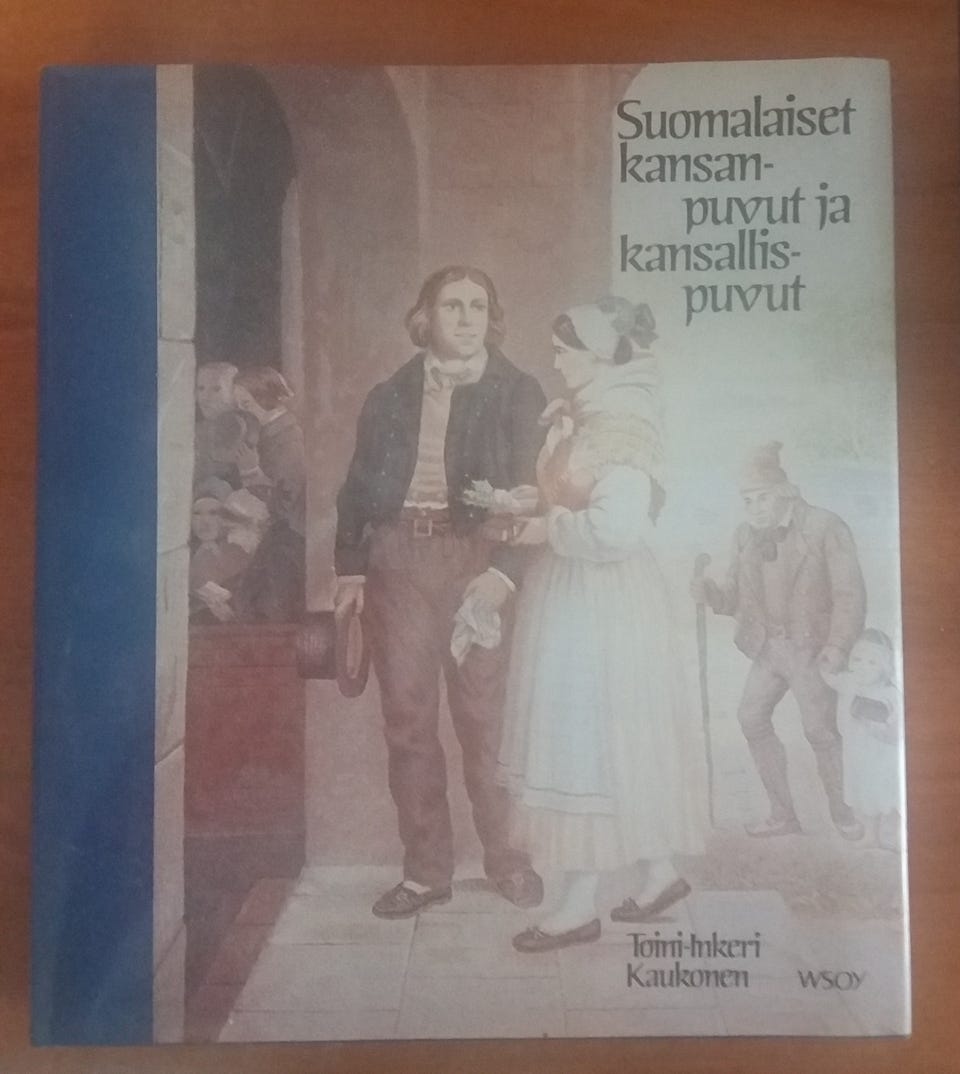 Suomalaiset
kansan-
puvut ja
kansallis-
puvut
Toini-Inkeri
Kaukonen
WSOY